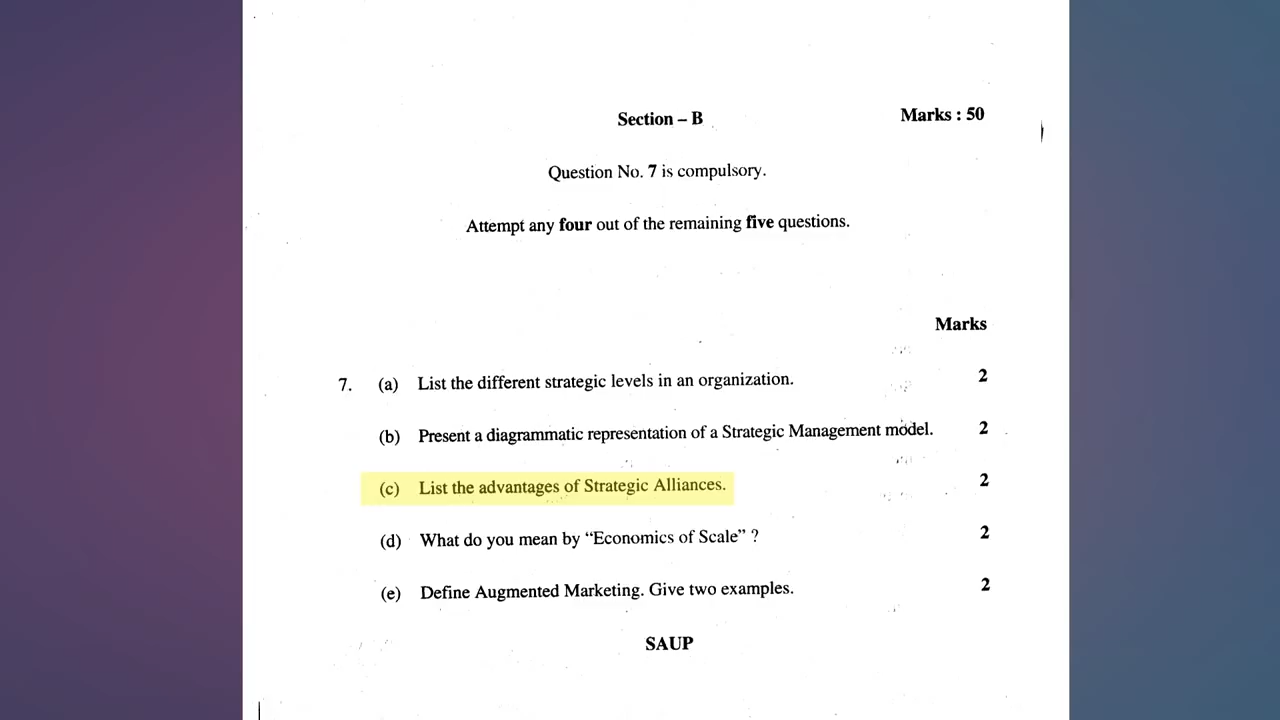 Section – B Marks : 50
Question No. 7 is compulsory.
Attempt any four out of the remaining five questions.
Marks
7. (a) List the different strategic levels in an organization. 2
(b) Present a diagrammatic representation of a Strategic Management model. 2
(c) List the advantages of Strategic Alliances. 2
(d) What do you mean by “Economics of Scale” ? 2
(e) Define Augmented Marketing. Give two examples. 2
SAUP